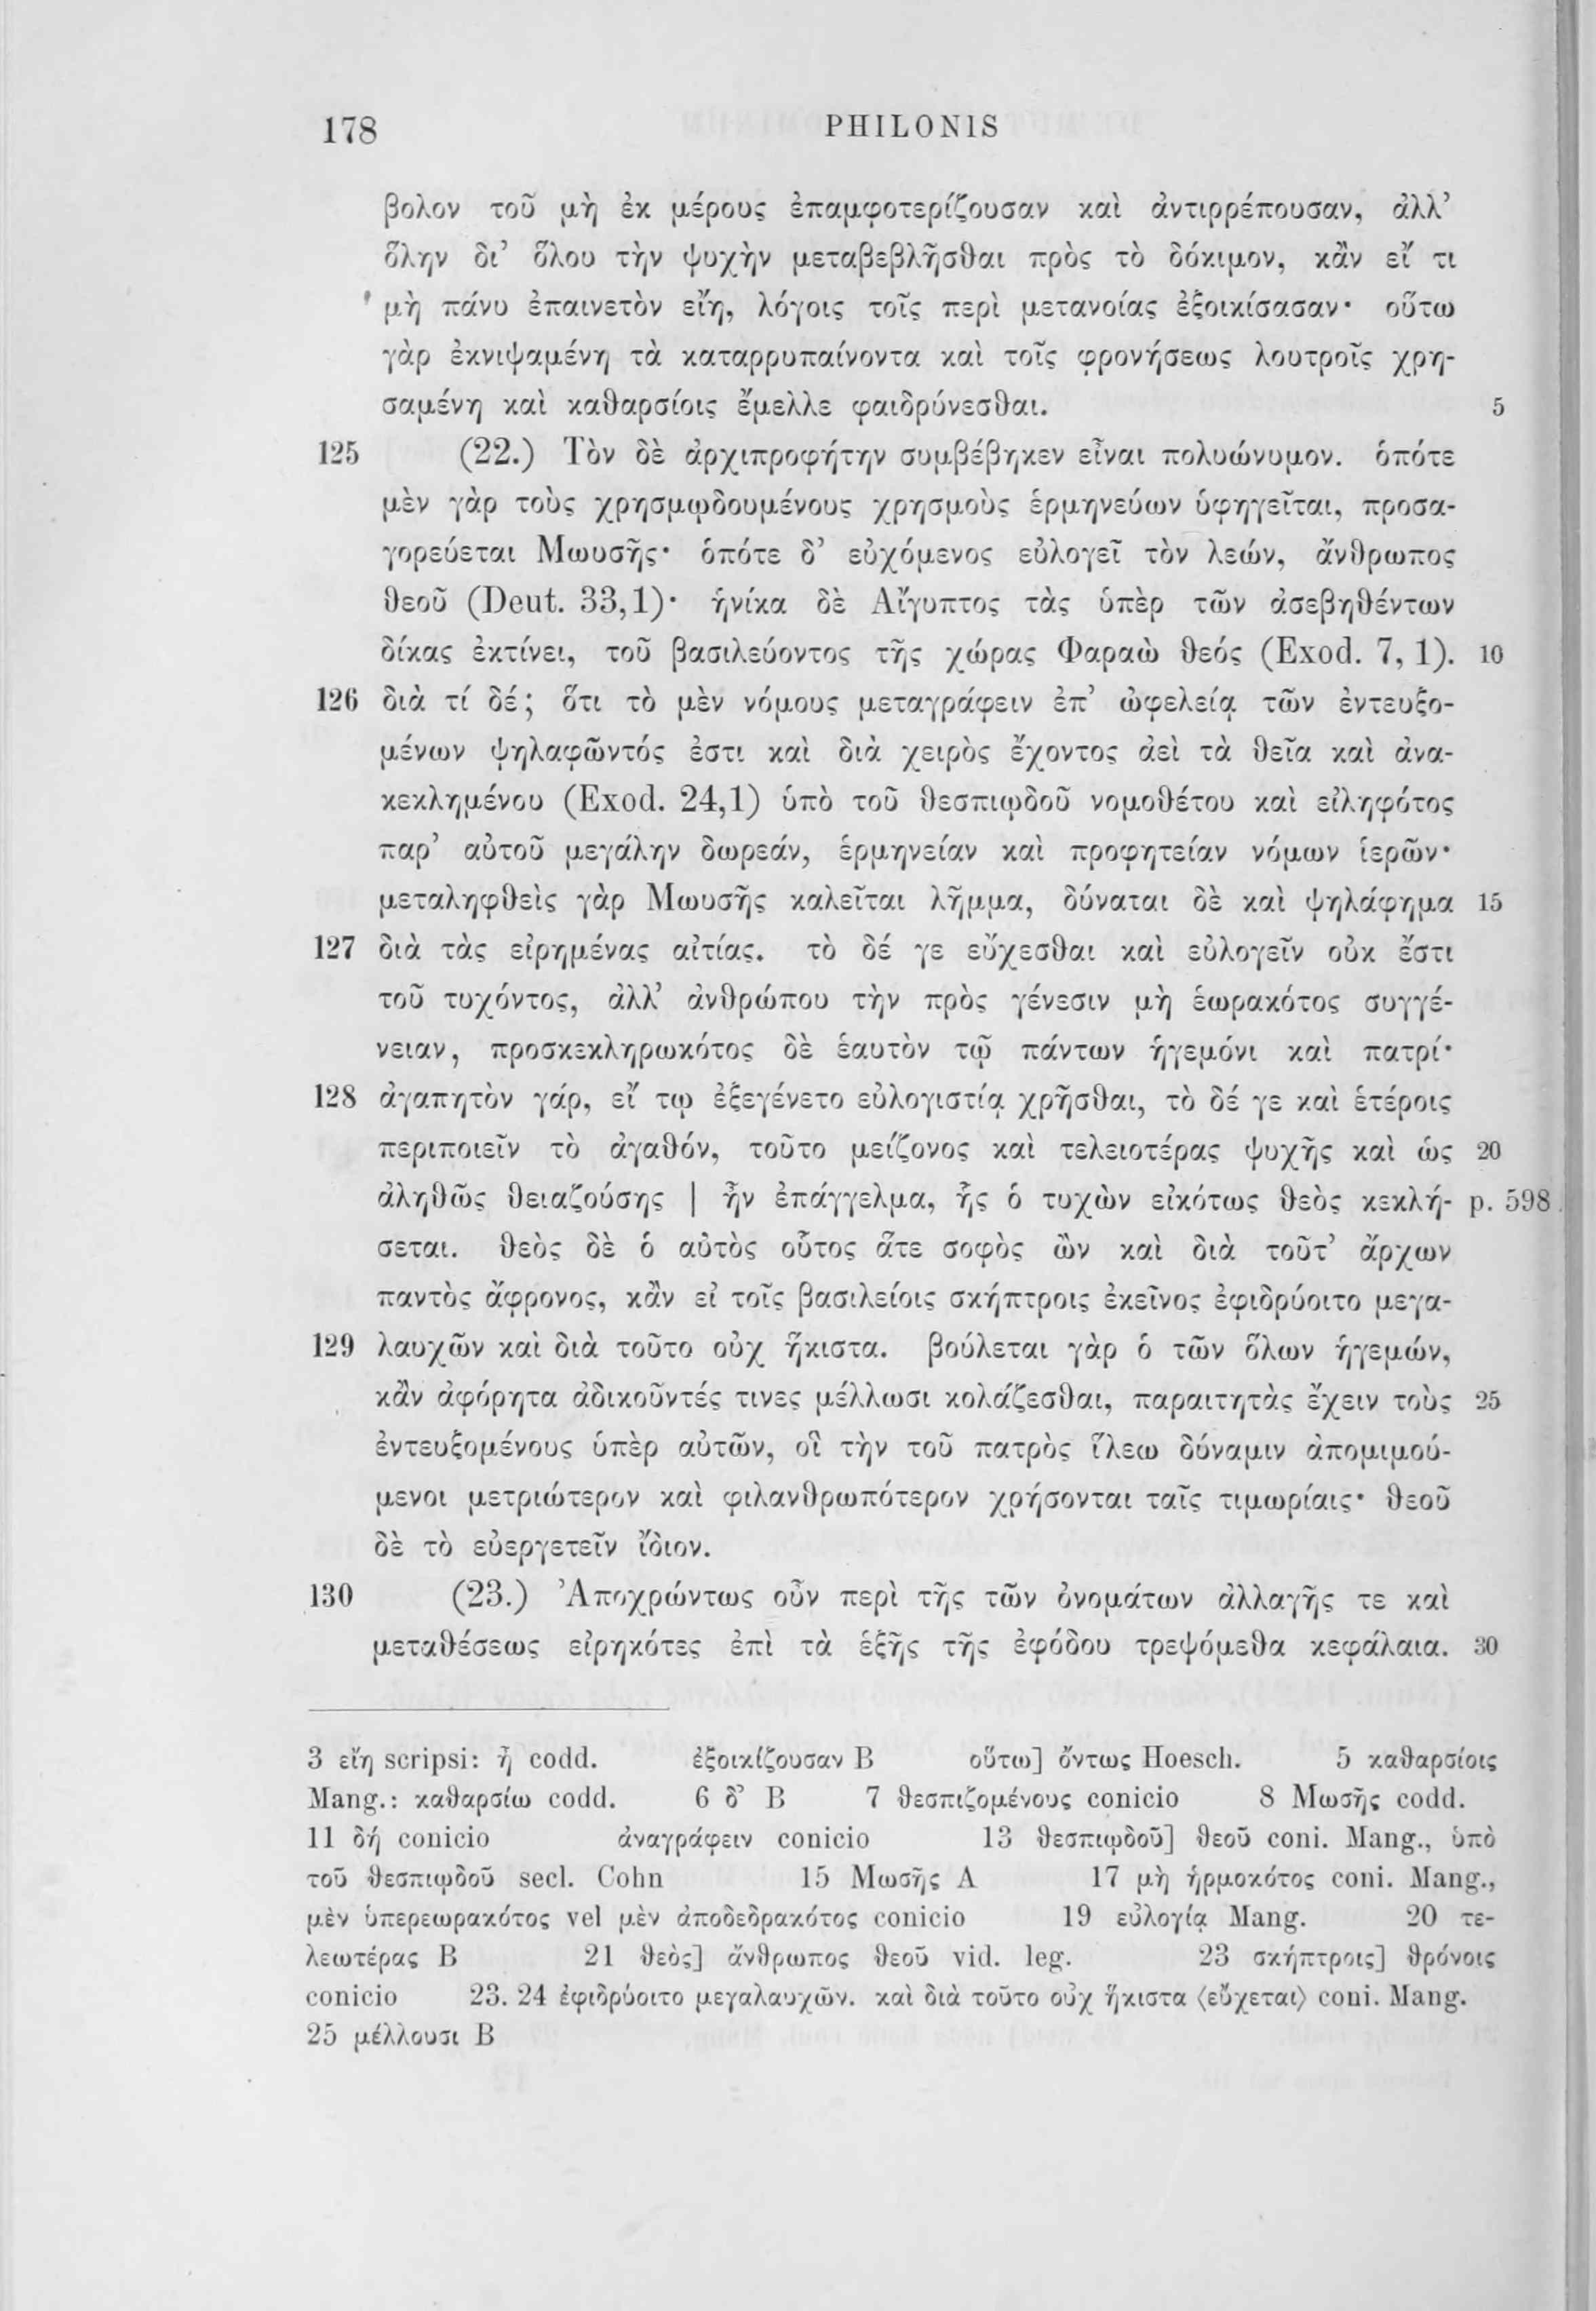 178 PHILONIS
βολον τοῦ μὴ ἐκ μέρους ἐπαμφοτερίζουσαν καὶ ἀντιρρέπουσαν, ἀλλ’
ὅλην δι’ ὅλου τὴν ψυχὴν μεταβεβλῆσθαι πρὸς τὸ δόκιμον, κἂν εἴ τι
μὴ πάνυ ἐπαινετὸν εἴη, λόγοις τοῖς περὶ μετανοίας ἐξοικίσασαν· οὕτω
γὰρ ἐκνιψαμένη τὰ καταρρυπαίνοντα καὶ τοῖς φρονήσεως λουτροῖς χρη-
σαμένη καὶ καθαρσίοις ἔμελλε φαιδρύνεσθαι. 5
125 (22.) Τὸν δὲ ἀρχιπροφήτην συμβέβηκεν εἶναι πολυώνυμον. ὁπότε
μὲν γὰρ τοὺς χρησμῳδουμένους χρησμοὺς ἑρμηνεύων ὑφηγεῖται, προσα-
γορεύεται Μωυσῆς· ὁπότε δ’ εὐχόμενος εὐλογεῖ τὸν λεών, ἄνθρωπος
θεοῦ (Deut. 33,1)· ἡνίκα δὲ Αἴγυπτος τὰς ὑπὲρ τῶν ἀσεβηθέντων
δίκας ἐκτίνει, τοῦ βασιλεύοντος τῆς χώρας Φαραὼ θεός (Exod. 7, 1). 10
126 διὰ τί δέ; ὅτι τὸ μὲν νόμους μεταγράφειν ἐπ’ ὠφελείᾳ τῶν ἐντευξο-
μένων ψηλαφῶντός ἐστι καὶ διὰ χειρὸς ἔχοντος ἀεὶ τὰ θεῖα καὶ ἀνα-
κεκλημένου (Exod. 24,1) ὑπὸ τοῦ θεσπιῳδοῦ νομοθέτου καὶ εἰληφότος
παρ’ αὐτοῦ μεγάλην δωρεάν, ἑρμηνείαν καὶ προφητείαν νόμων ἱερῶν·
μεταληφθεὶς γὰρ Μωυσῆς καλεῖται λῆμμα, δύναται δὲ καὶ ψηλάφημα 15
127 διὰ τὰς εἰρημένας αἰτίας. τὸ δέ γε εὔχεσθαι καὶ εὐλογεῖν οὐκ ἔστι
τοῦ τυχόντος, ἀλλ’ ἀνθρώπου τὴν πρὸς γένεσιν μὴ ἑωρακότος συγγέ-
νειαν, προσκεκληρωκότος δὲ ἑαυτὸν τῷ πάντων ἡγεμόνι καὶ πατρί·
128 ἀγαπητὸν γάρ, εἴ τῳ ἐξεγένετο εὐλογιστίᾳ χρῆσθαι, τὸ δέ γε καὶ ἑτέροις
περιποιεῖν τὸ ἀγαθόν, τοῦτο μείζονος καὶ τελειοτέρας ψυχῆς καὶ ὡς 20
ἀληθῶς θειαζούσης | ἦν ἐπάγγελμα, ἧς ὁ τυχὼν εἰκότως θεὸς κεκλή- p. 598
σεται. θεὸς δὲ ὁ αὐτὸς οὗτος ἅτε σοφὸς ὢν καὶ διὰ τοῦτ’ ἄρχων
παντὸς ἄφρονος, κἂν εἰ τοῖς βασιλείοις σκήπτροις ἐκεῖνος ἐφιδρύοιτο μεγα-
129 λαυχῶν καὶ διὰ τοῦτο οὐχ ἥκιστα. βούλεται γὰρ ὁ τῶν ὅλων ἡγεμών,
κἂν ἀφόρητα ἀδικοῦντές τινες μέλλωσι κολάζεσθαι, παραιτητὰς ἔχειν τοὺς 25
ἐντευξομένους ὑπὲρ αὐτῶν, οἳ τὴν τοῦ πατρὸς ἵλεω δύναμιν ἀπομιμού-
μενοι μετριώτερον καὶ φιλανθρωπότερον χρήσονται ταῖς τιμωρίαις· θεοῦ
δὲ τὸ εὐεργετεῖν ἴδιον.
130 (23.) Ἀποχρώντως οὖν περὶ τῆς τῶν ὀνομάτων ἀλλαγῆς τε καὶ
μεταθέσεως εἰρηκότες ἐπὶ τὰ ἑξῆς τῆς ἐφόδου τρεψόμεθα κεφάλαια. 30
3 εἴη scripsi: ἦ codd. ἐξοικίζουσαν B οὕτω] ὄντως Hoesch. 5 καθαρσίοις
Mang.: καθαρσίω codd. 6 δ’ B 7 θεσπιζομένους conicio 8 Μωσῆς codd.
11 δή conicio ἀναγράφειν conicio 13 θεσπιῳδοῦ] θεοῦ coni. Mang., ὑπὸ
τοῦ θεσπιῳδοῦ secl. Cohn 15 Μωσῆς A 17 μὴ ἡρμοκότος coni. Mang.,
μὲν ὑπερεωρακότος vel μὲν ἀποδεδρακότος conicio 19 εὐλογίᾳ Mang. 20 τε-
λεωτέρας B 21 θεὸς] ἄνθρωπος θεοῦ vid. leg. 23 σκήπτροις] θρόνοις
conicio 23. 24 ἐφιδρύοιτο μεγαλαυχῶν. καὶ διὰ τοῦτο οὐχ ἥκιστα ⟨εὔχεται⟩ coni. Mang.
25 μέλλουσι B